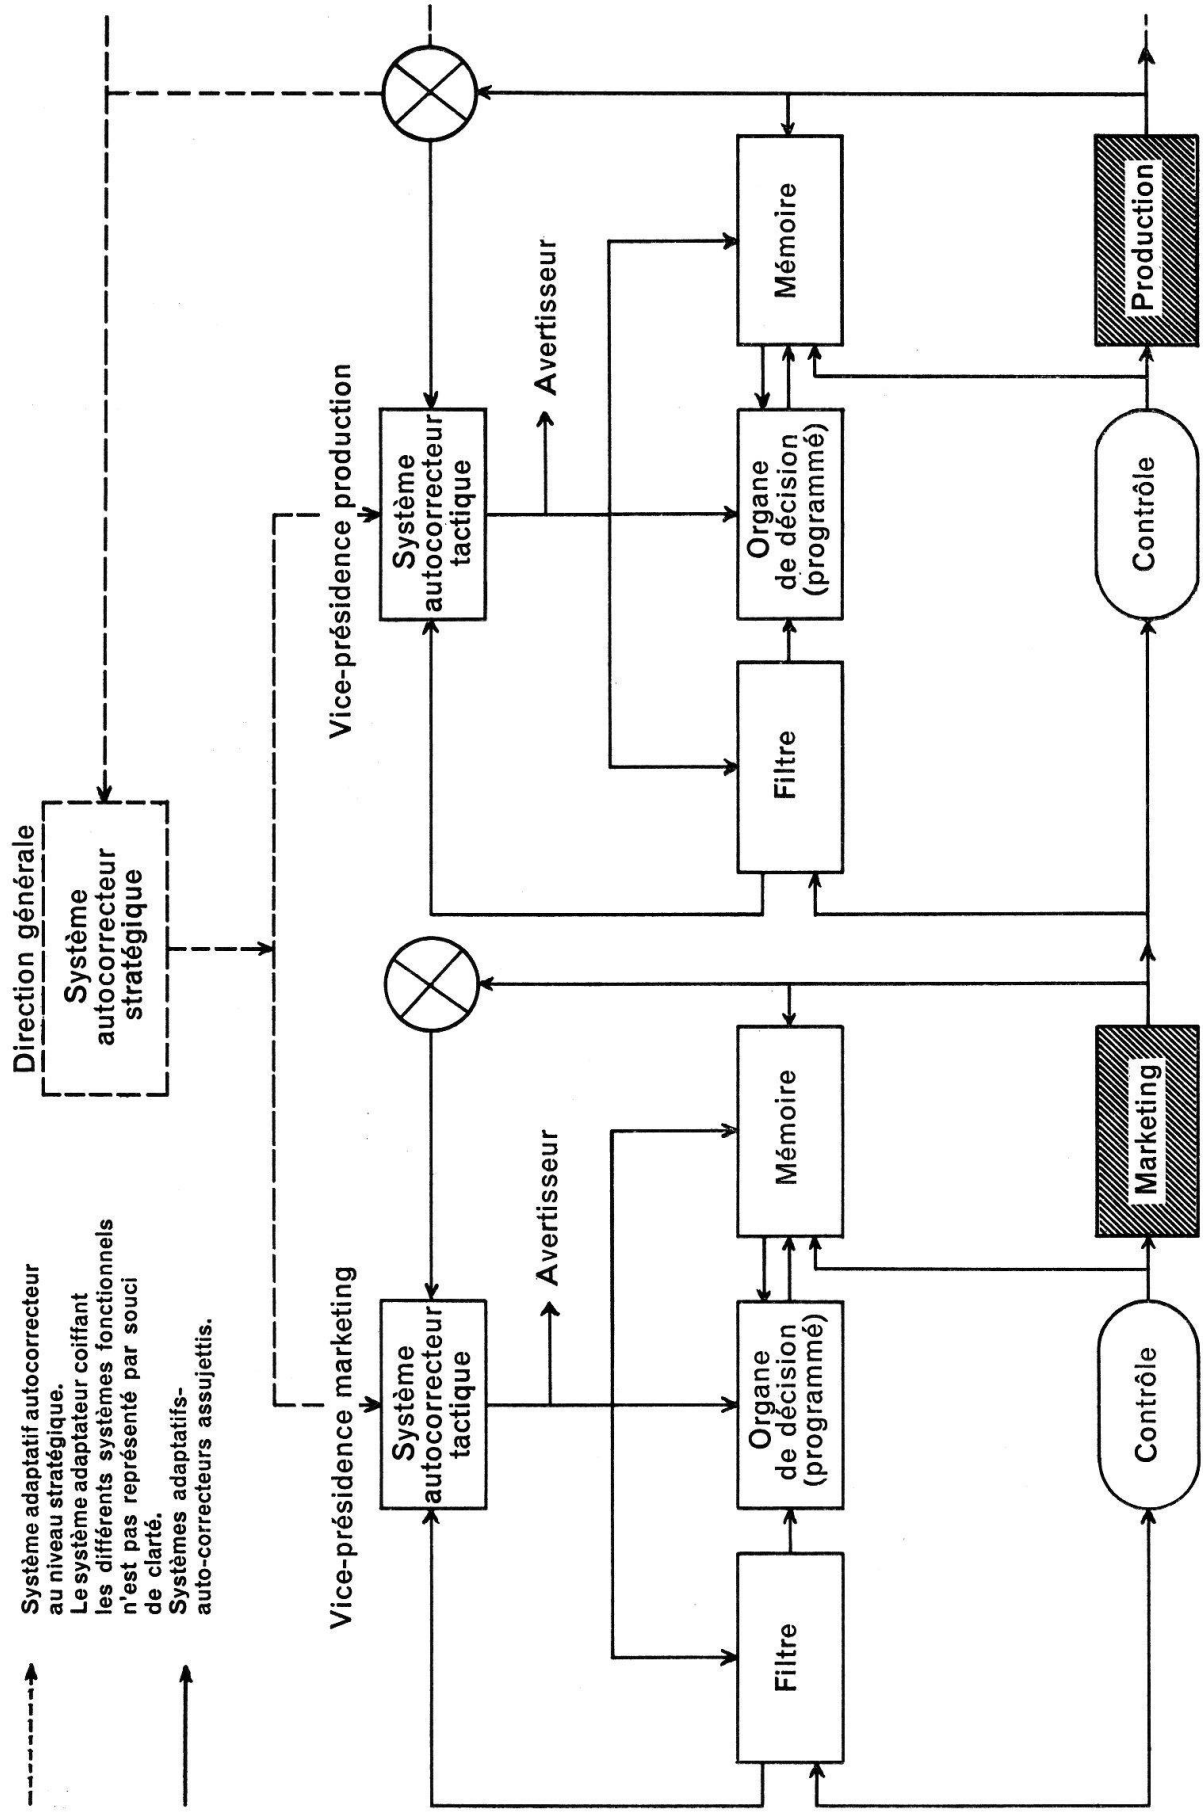 Système adaptatif autocorrecteur
au niveau stratégique.
Le système adaptateur coiffant
les différents systèmes fonctionnels
n'est pas représenté par souci
de clarté.
Systèmes adaptatifs-
auto-correcteurs assujettis.
Direction générale
Système
autocorrecteur
stratégique
Vice-présidence marketing
Système
autocorrecteur
tactique
Avertisseur
Filtre
Organe
de décision
(programmé)
Mémoire
Contrôle
Marketing
Vice-présidence production
Système
autocorrecteur
tactique
Avertisseur
Filtre
Organe
de décision
(programmé)
Mémoire
Contrôle
Production